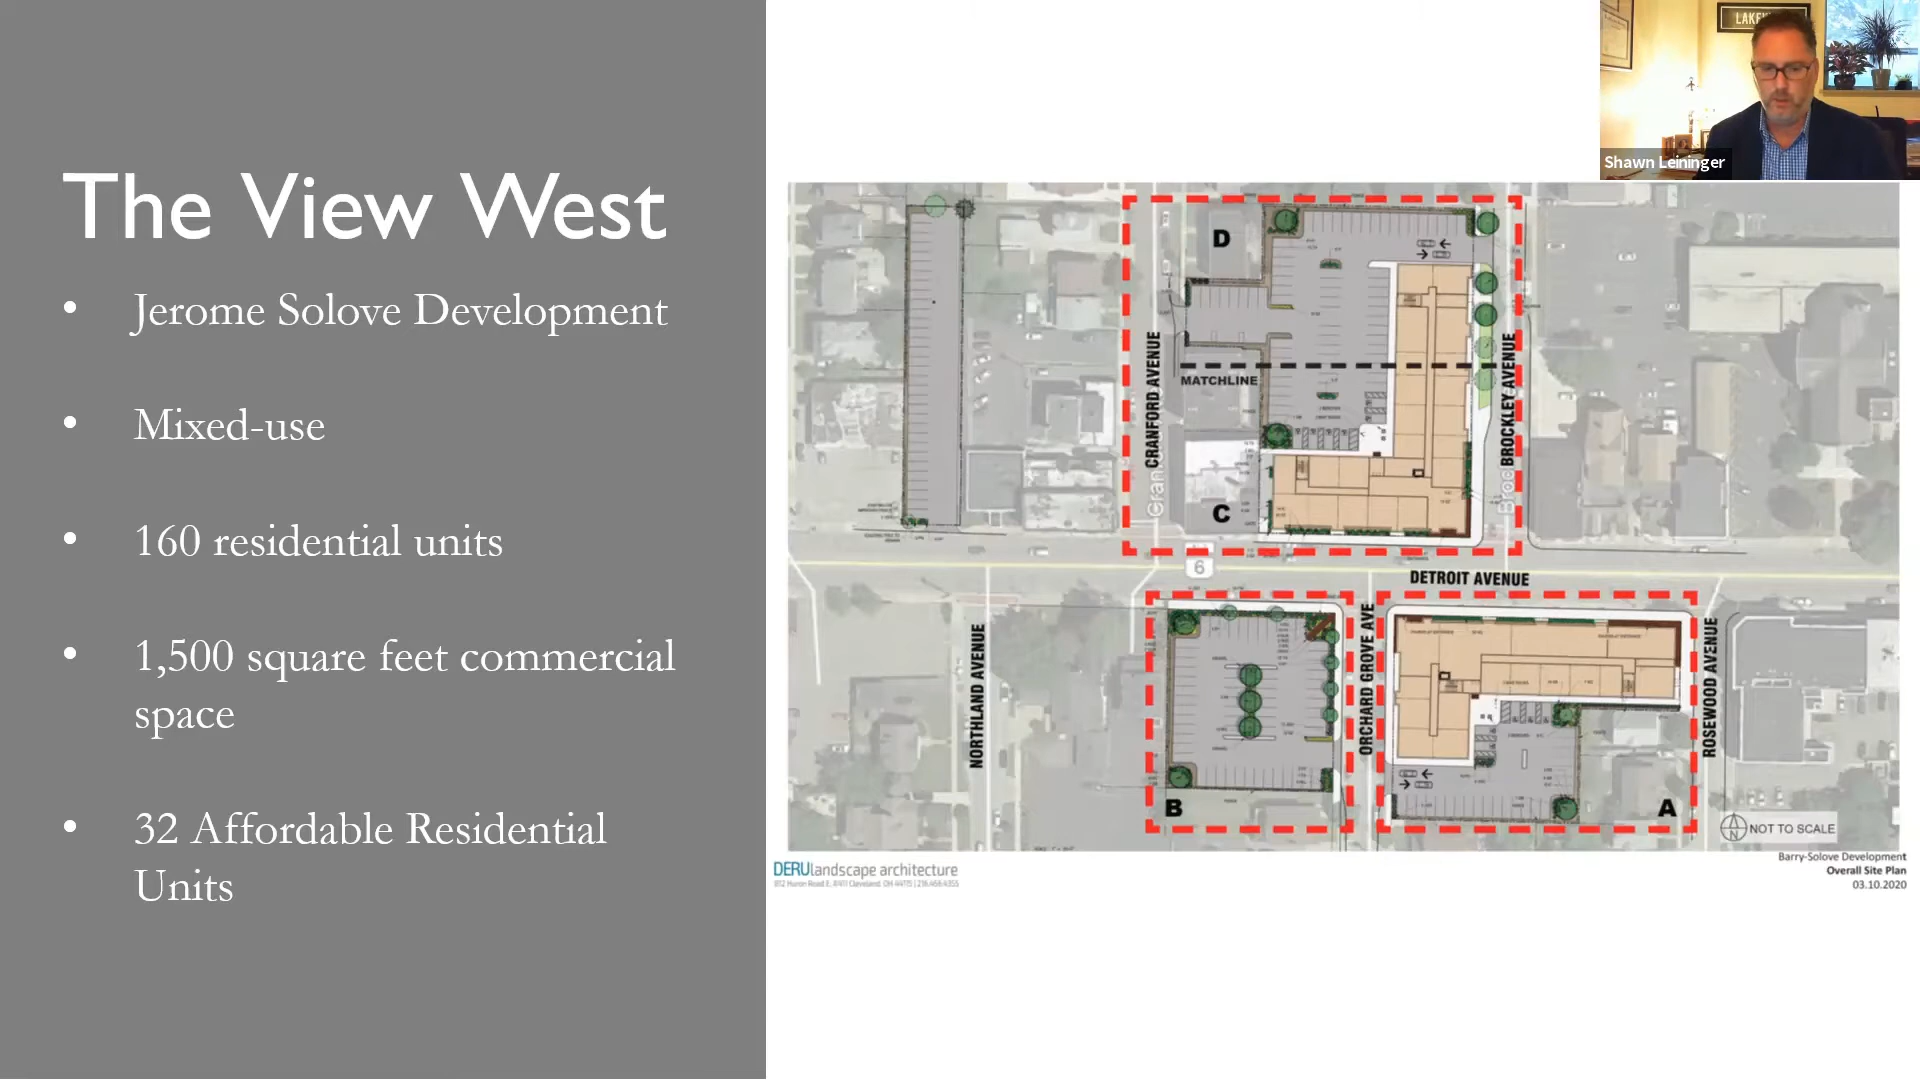 The View West
• Jerome Solove Development
• Mixed-use
• 160 residential units
• 1,500 square feet commercial
space
• 32 Affordable Residential
Units
LAKE
Shawn Leininger
D
CRANFORD AVENUE
MATCHLINE
BROCKLEY AVENUE
C
6
DETROIT AVENUE
NORTHLAND AVENUE
ORCHARD GROVE AVE
ROSEWOOD AVENUE
B
A
N
NOT TO SCALE
DERUlandscape architecture
Barry-Solove Development
Overall Site Plan
03.10.2020